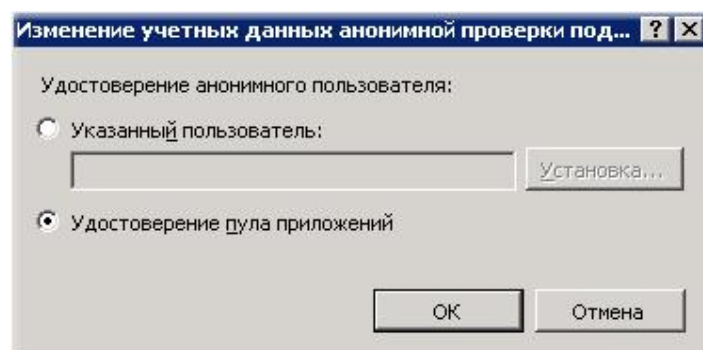 Изменение учетных данных анонимной проверки под...
Удостоверение анонимного пользователя:
Указанный пользователь:
Установка...
Удостоверение пула приложений
ОК
Отмена